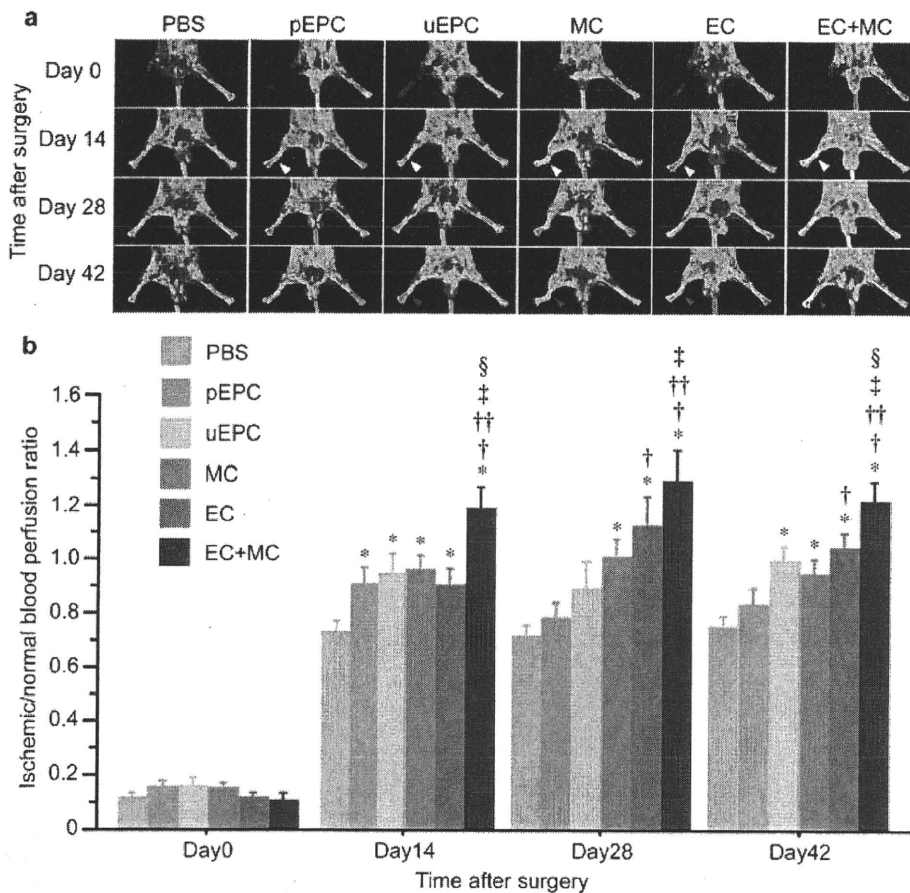 a
PBS pEPC uEPC MC EC EC+MC
Day 0
Day 14
Day 28
Day 42
Time after surgery
b
PBS
pEPC
uEPC
MC
EC
EC+MC
Ischemic/normal blood perfusion ratio
1.6
1.4
1.2
1.0
0.8
0.6
0.4
0.2
0
* * * * § ‡ †† † *
* † * ‡ †† † *
* * † * § ‡ †† † *
Day0 Day14 Day28 Day42
Time after surgery